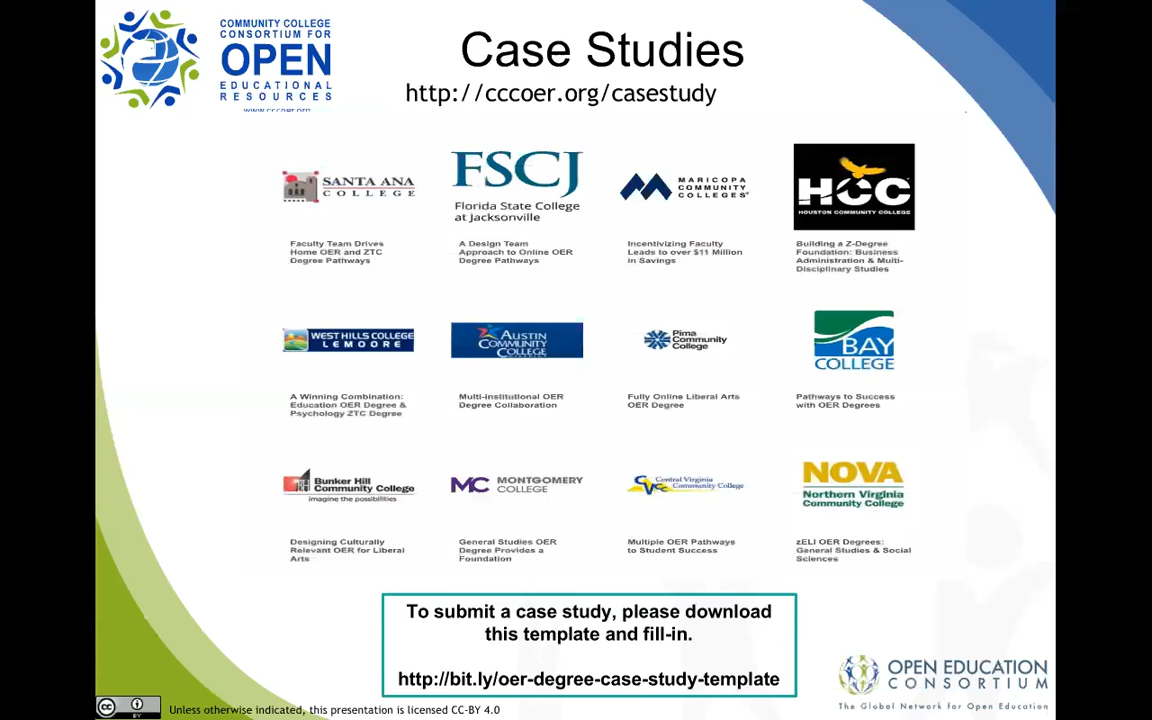 COMMUNITY COLLEGE
CONSORTIUM FOR
OPEN
EDUCATIONAL
RESOURCES
www.cccoer.org
Case Studies
http://cccoer.org/casestudy
SANTA ANA
COLLEGE
Faculty Team Drives
Home OER and ZTC
Degree Pathways
FSCJ
Florida State College
at Jacksonville
A Design Team
Approach to Online OER
Degree Pathways
MARICOPA
COMMUNITY
COLLEGES
Incentivizing Faculty
Leads to over $11 Million
in Savings
HCC
HOUSTON COMMUNITY COLLEGE
Building a Z-Degree
Foundation: Business
Administration & Multi-
Disciplinary Studies
WEST HILLS COLLEGE
LEMOORE
A Winning Combination:
Education OER Degree &
Psychology ZTC Degree
AUSTIN
COMMUNITY
COLLEGE
Multi-institutional OER
Degree Collaboration
Pima
Community
College
Fully Online Liberal Arts
OER Degree
BAY
COLLEGE
Pathways to Success
with OER Degrees
BUNKER HILL
COMMUNITY COLLEGE
imagine the possibilities
Designing Culturally
Relevant OER for Liberal
Arts
MC MONTGOMERY
COLLEGE
General Studies OER
Degree Provides a
Foundation
CVCC Central Virginia
Community College
Multiple OER Pathways
to Student Success
NOVA
Northern Virginia
Community College
zELI OER Degrees:
General Studies & Social
Sciences
To submit a case study, please download
this template and fill-in.
http://bit.ly/oer-degree-case-study-template
OPEN EDUCATION
CONSORTIUM
The Global Network for Open Education
cc BY
Unless otherwise indicated, this presentation is licensed CC-BY 4.0